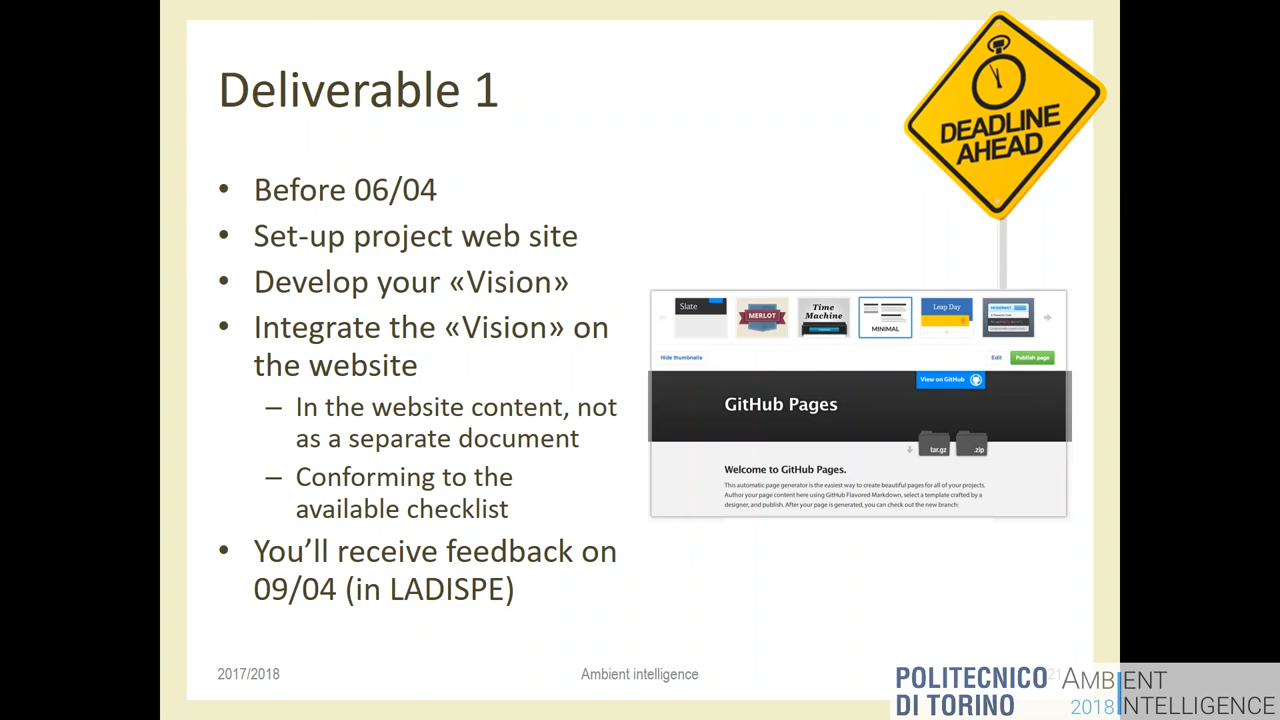 Deliverable 1
DEADLINE
AHEAD
• Before 06/04
• Set-up project web site
• Develop your «Vision»
• Integrate the «Vision» on
the website
– In the website content, not
as a separate document
– Conforming to the
available checklist
• You’ll receive feedback on
09/04 (in LADISPE)
Slate
MERLOT
Time
Machine
MINIMAL
Leap Day
Hide thumbnails
Edit
Publish page
View on GitHub
GitHub Pages
tar.gz
.zip
Welcome to GitHub Pages.
This automatic page generator is the easiest way to create beautiful pages for all of your projects.
Author your page content here using GitHub Flavored Markdown, select a template crafted by a
designer, and publish. After your page is generated, you can check out the new branch:
2017/2018
Ambient intelligence
21
POLITECNICO
DI TORINO
AMBIENT
2018 INTELLIGENCE